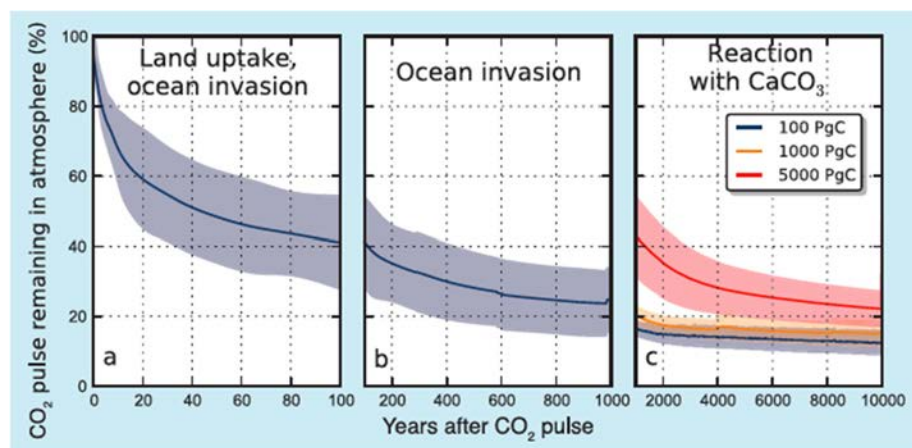 CO₂ pulse remaining in atmosphere (%)
100
80
60
40
20
0
Land uptake,
ocean invasion
a
0 20 40 60 80 100
Ocean invasion
b
200 400 600 800 1000
Reaction
with CaCO₃
100 PgC
1000 PgC
5000 PgC
c
2000 4000 6000 8000 10000
Years after CO₂ pulse